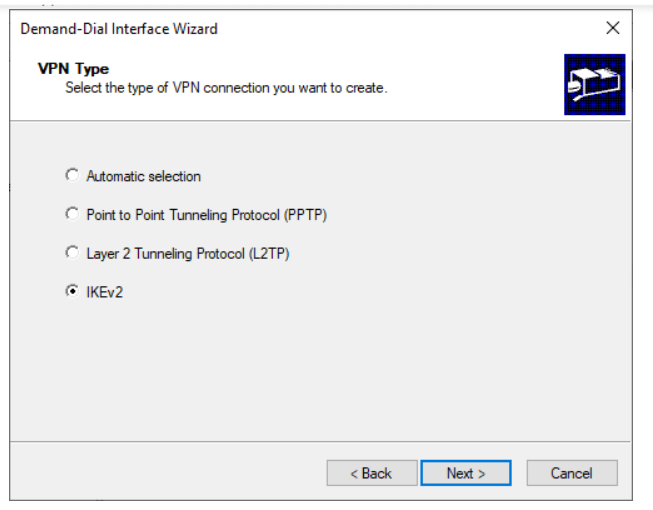 Demand-Dial Interface Wizard
VPN Type
Select the type of VPN connection you want to create.
Automatic selection
Point to Point Tunneling Protocol (PPTP)
Layer 2 Tunneling Protocol (L2TP)
IKEv2
< Back Next > Cancel